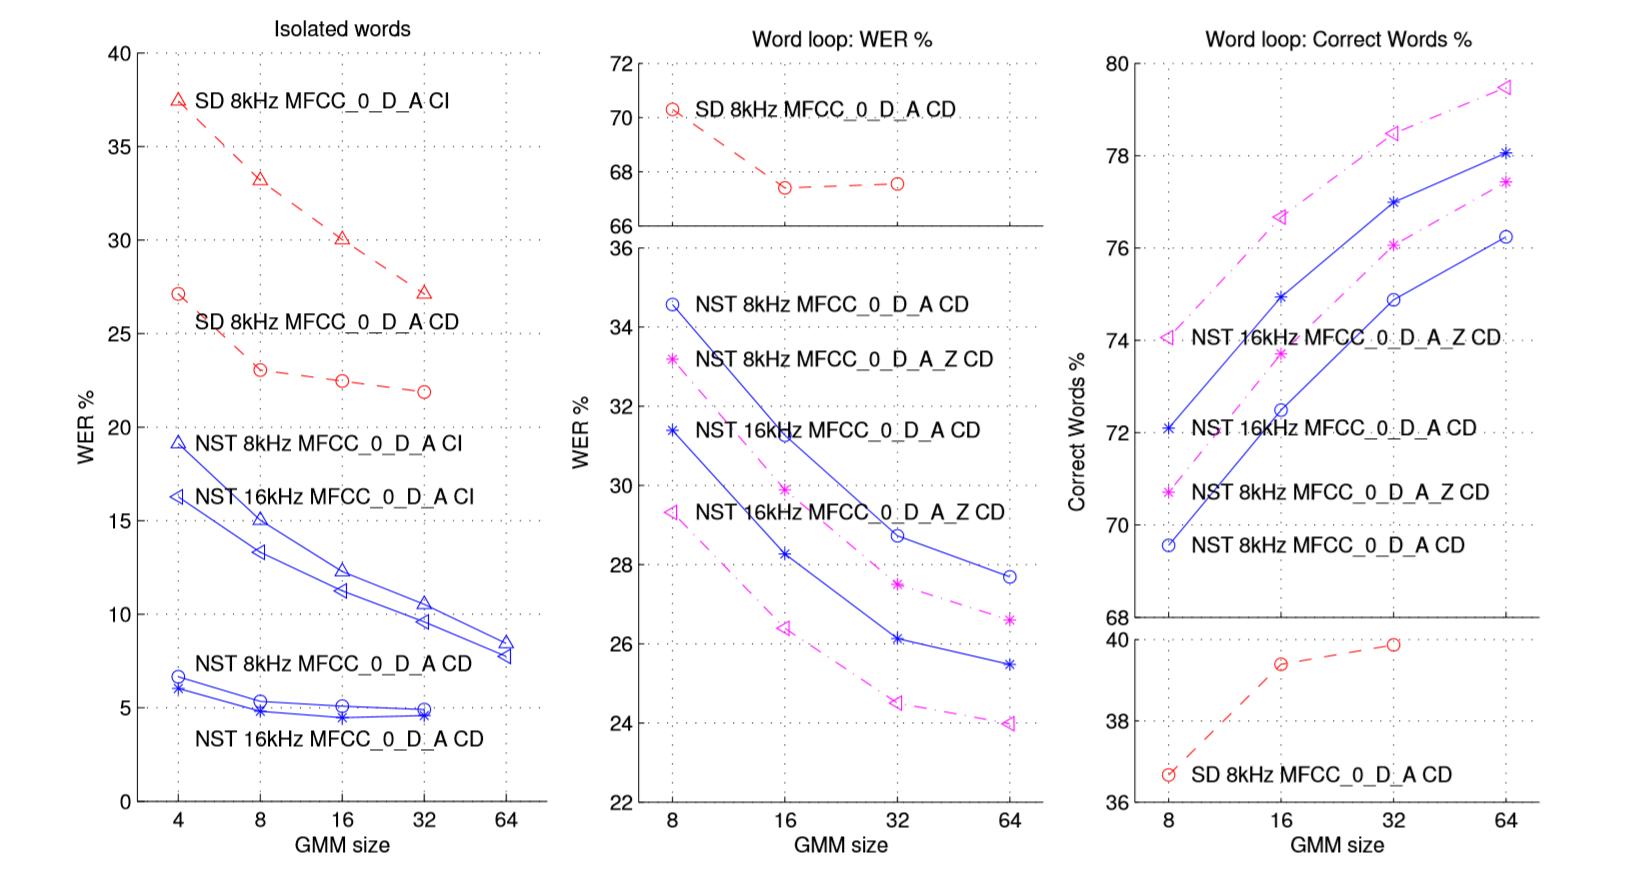 Isolated words
40
35
30
25
20
15
10
5
0
WER %
SD 8kHz MFCC_0_D_A CI
SD 8kHz MFCC_0_D_A CD
NST 8kHz MFCC_0_D_A CI
NST 16kHz MFCC_0_D_A CI
NST 8kHz MFCC_0_D_A CD
NST 16kHz MFCC_0_D_A CD
4 8 16 32 64
GMM size
Word loop: WER %
72
70
68
66
SD 8kHz MFCC_0_D_A CD
36
34
32
30
28
26
24
22
WER %
NST 8kHz MFCC_0_D_A CD
NST 8kHz MFCC_0_D_A_Z CD
NST 16kHz MFCC_0_D_A CD
NST 16kHz MFCC_0_D_A_Z CD
8 16 32 64
GMM size
Word loop: Correct Words %
80
78
76
74
72
70
68
Correct Words %
NST 16kHz MFCC_0_D_A_Z CD
NST 16kHz MFCC_0_D_A CD
NST 8kHz MFCC_0_D_A_Z CD
NST 8kHz MFCC_0_D_A CD
40
38
36
SD 8kHz MFCC_0_D_A CD
8 16 32 64
GMM size